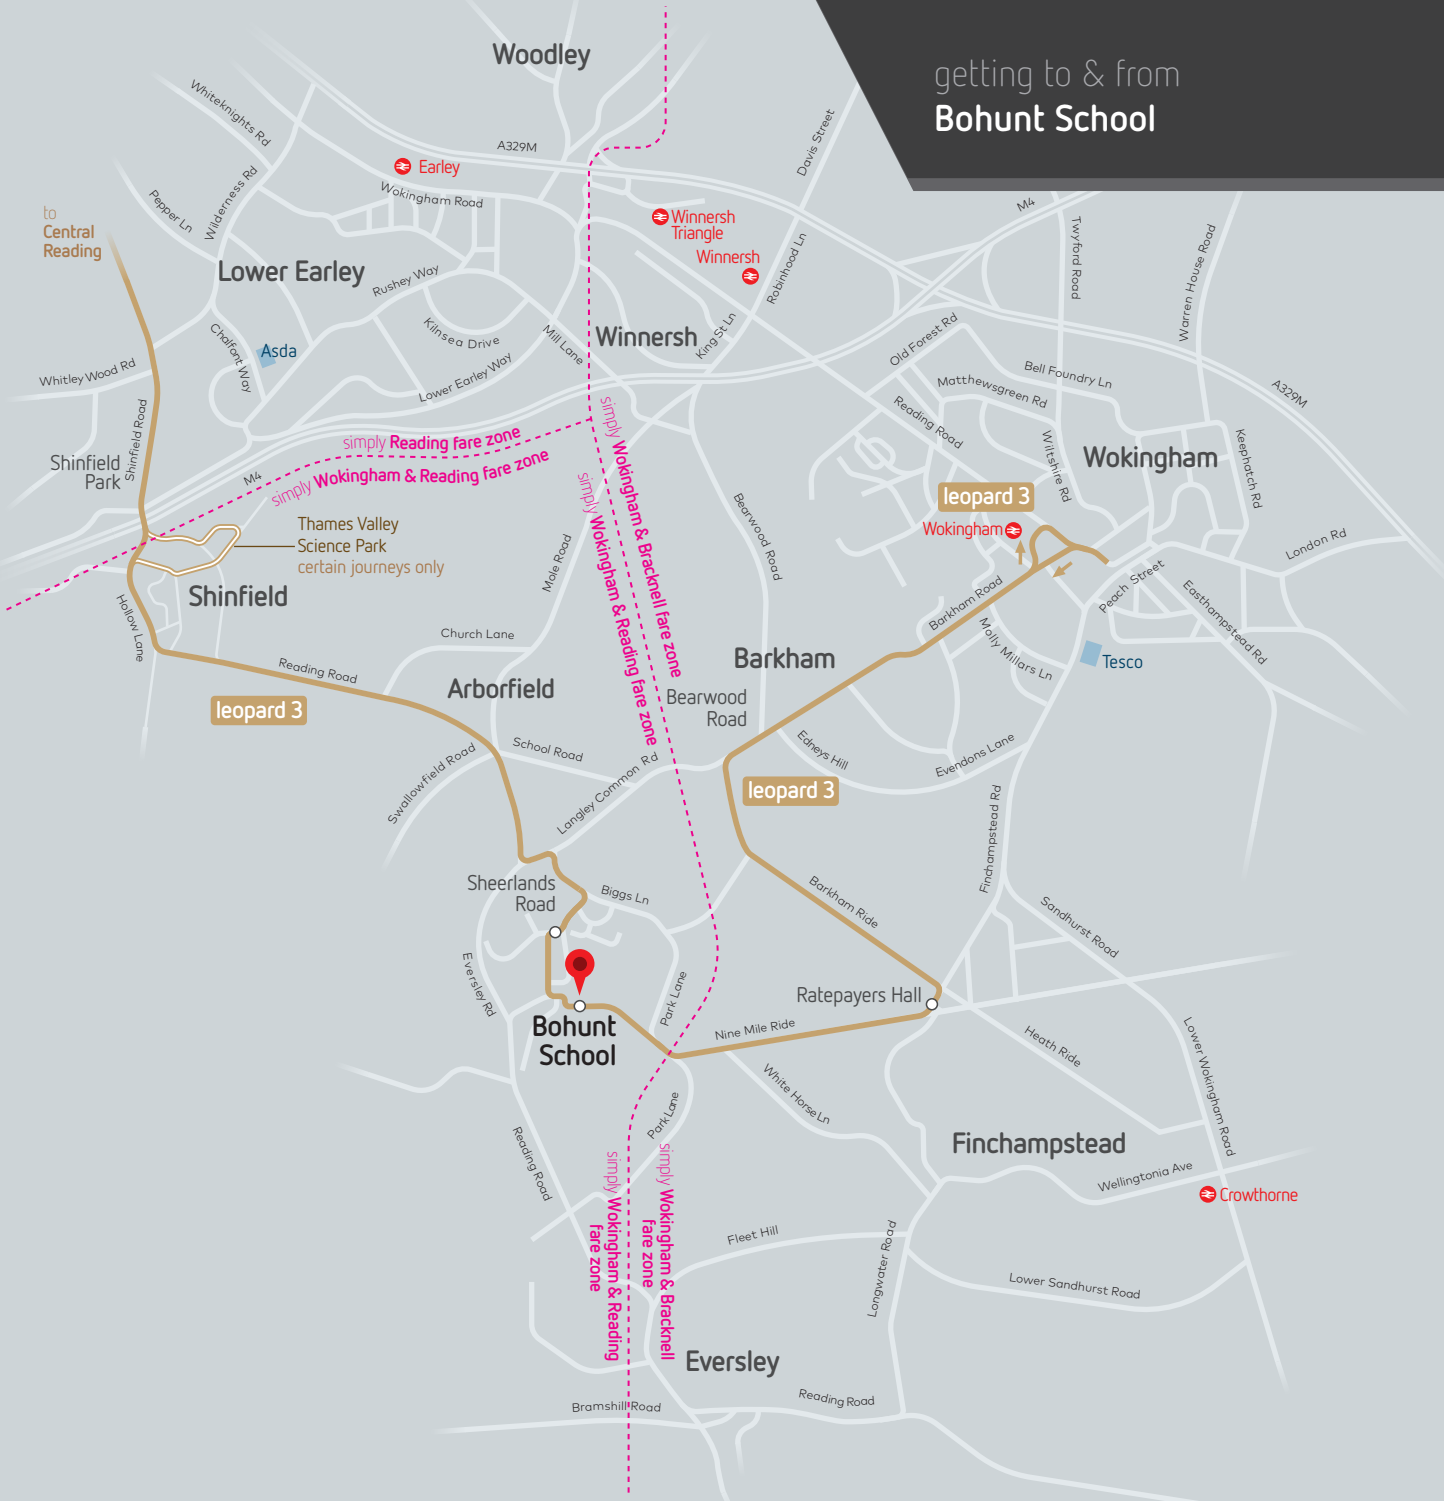 getting to & from
Bohunt School
Woodley
Whiteknights Rd
A329M
Earley
Davis Street
Wokingham Road
Wilderness Rd
Pepper Ln
M4
to
Central
Reading
Winnersh
Triangle
Winnersh
Twyford Road
Warren House Road
Robinhood Ln
Lower Earley
Rushey Way
Kilnsea Drive
Mill Lane
Winnersh
King St Ln
Old Forest Rd
Chalfont Way
Asda
Whitley Wood Rd
Lower Earley Way
Bell Foundry Ln
Matthewsgreen Rd
A329M
Reading Road
Shinfield Road
simply Reading fare zone
simply Wokingham & Reading fare zone
simply Wokingham & Bracknell fare zone
simply Wokingham & Reading fare zone
Shinfield
Park
M4
Wiltshire Rd
Wokingham
Keephatch Rd
leopard 3
Wokingham
Bearwood Road
Thames Valley
Science Park
certain journeys only
Mole Road
London Rd
Shinfield
Hollow Lane
Barkham Road
Peach Street
Easthampstead Rd
Church Lane
Molly Millars Ln
Tesco
Reading Road
Arborfield
Barkham
Bearwood
Road
leopard 3
School Road
Swallowfield Road
Langley Common Rd
Edneys Hill
Evendons Lane
leopard 3
Finchampstead Rd
Sheerlands
Road
Biggs Ln
Barkham Ride
Sandhurst Road
Eversley Rd
Park Lane
Ratepayers Hall
Bohunt
School
Nine Mile Ride
Heath Ride
Lower Wokingham Road
White Horse Ln
Park Lane
Reading Road
Finchampstead
Wellingtonia Ave
Crowthorne
simply Wokingham & Reading
fare zone
simply Wokingham & Bracknell
fare zone
Fleet Hill
Longwater Road
Lower Sandhurst Road
Eversley
Reading Road
Bramshill Road